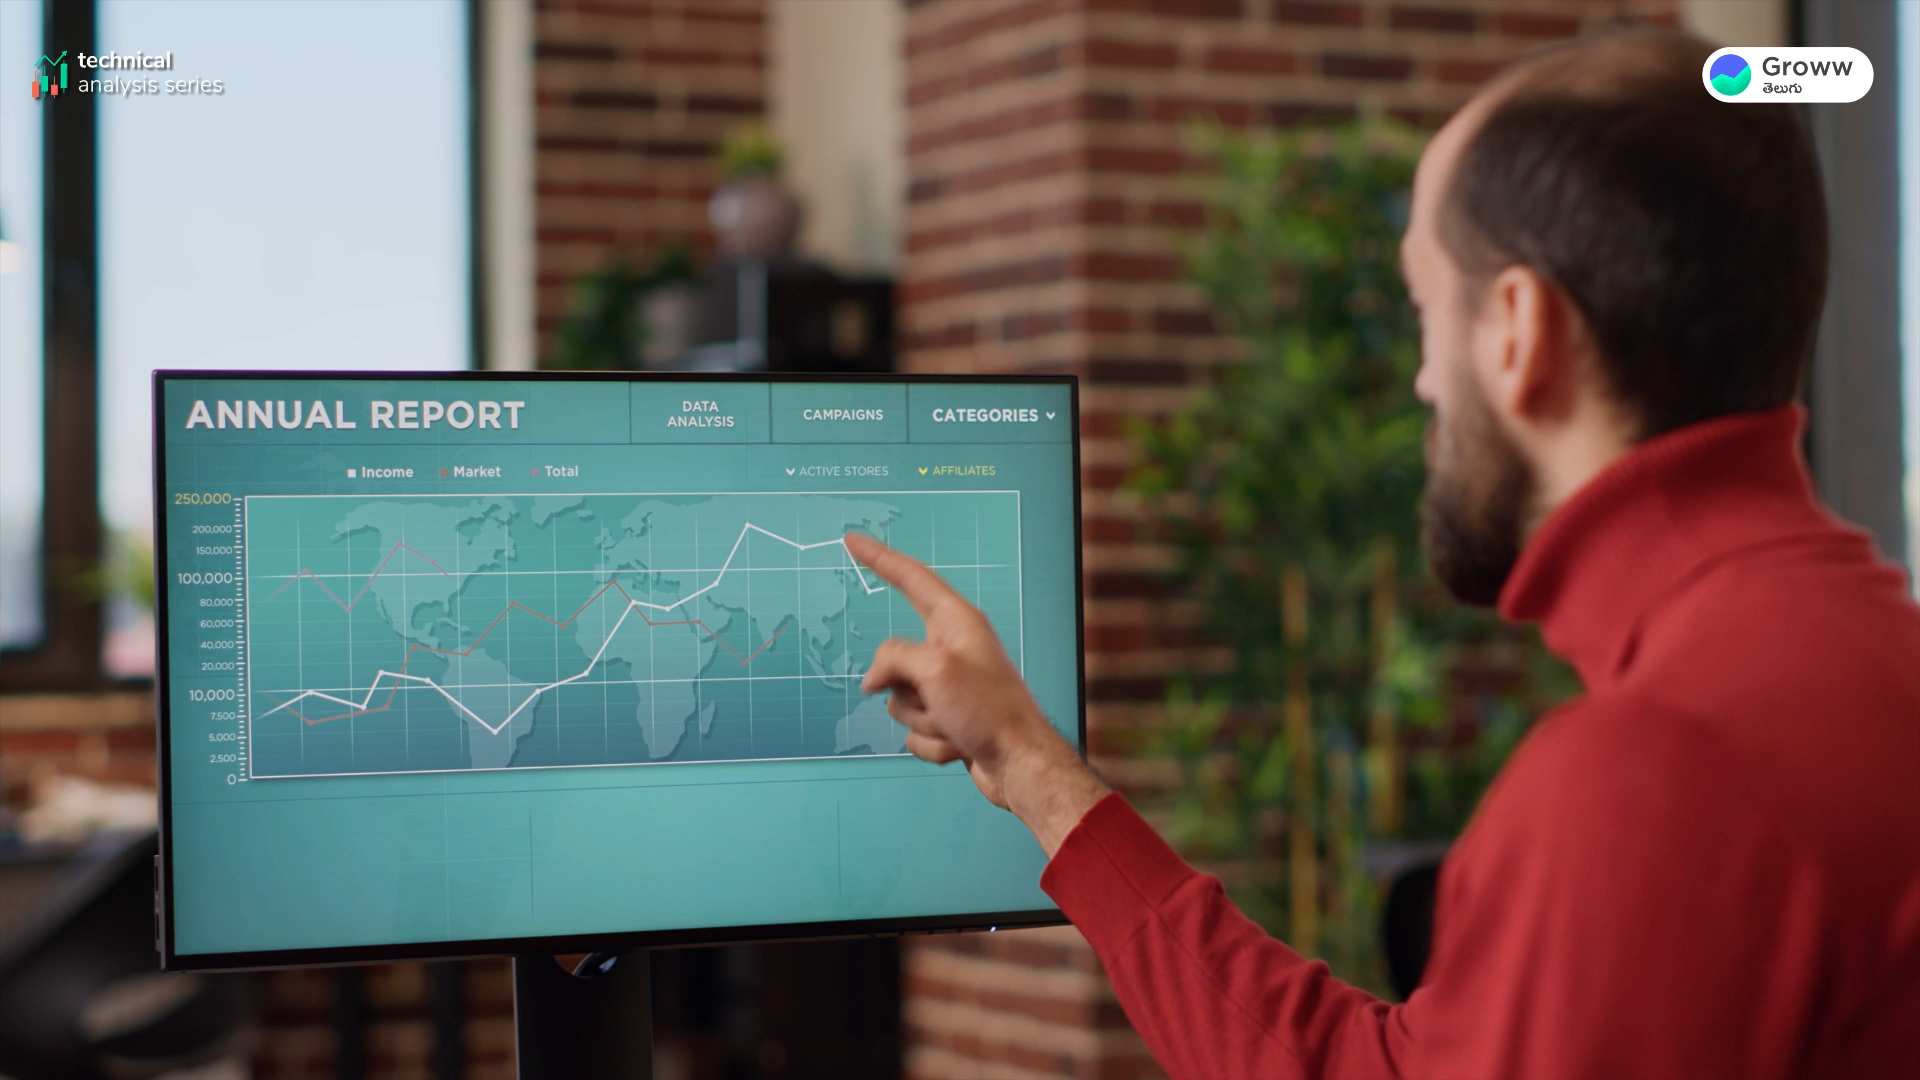 technical
analysis series
Groww
తెలుగు
ANNUAL REPORT
DATA
ANALYSIS
CAMPAIGNS
CATEGORIES
Income
Market
Total
ACTIVE STORES
AFFILIATES
250,000
200,000
150,000
100,000
80,000
60,000
40,000
20,000
10,000
7,500
5,000
2,500
0